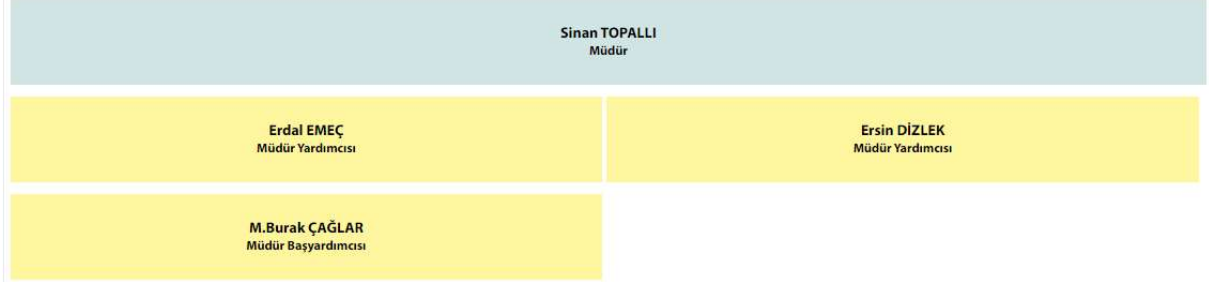 Sinan TOPALLI
Müdür
Erdal EMEÇ
Müdür Yardımcısı
Ersin DİZLEK
Müdür Yardımcısı
M.Burak ÇAĞLAR
Müdür Başyardımcısı